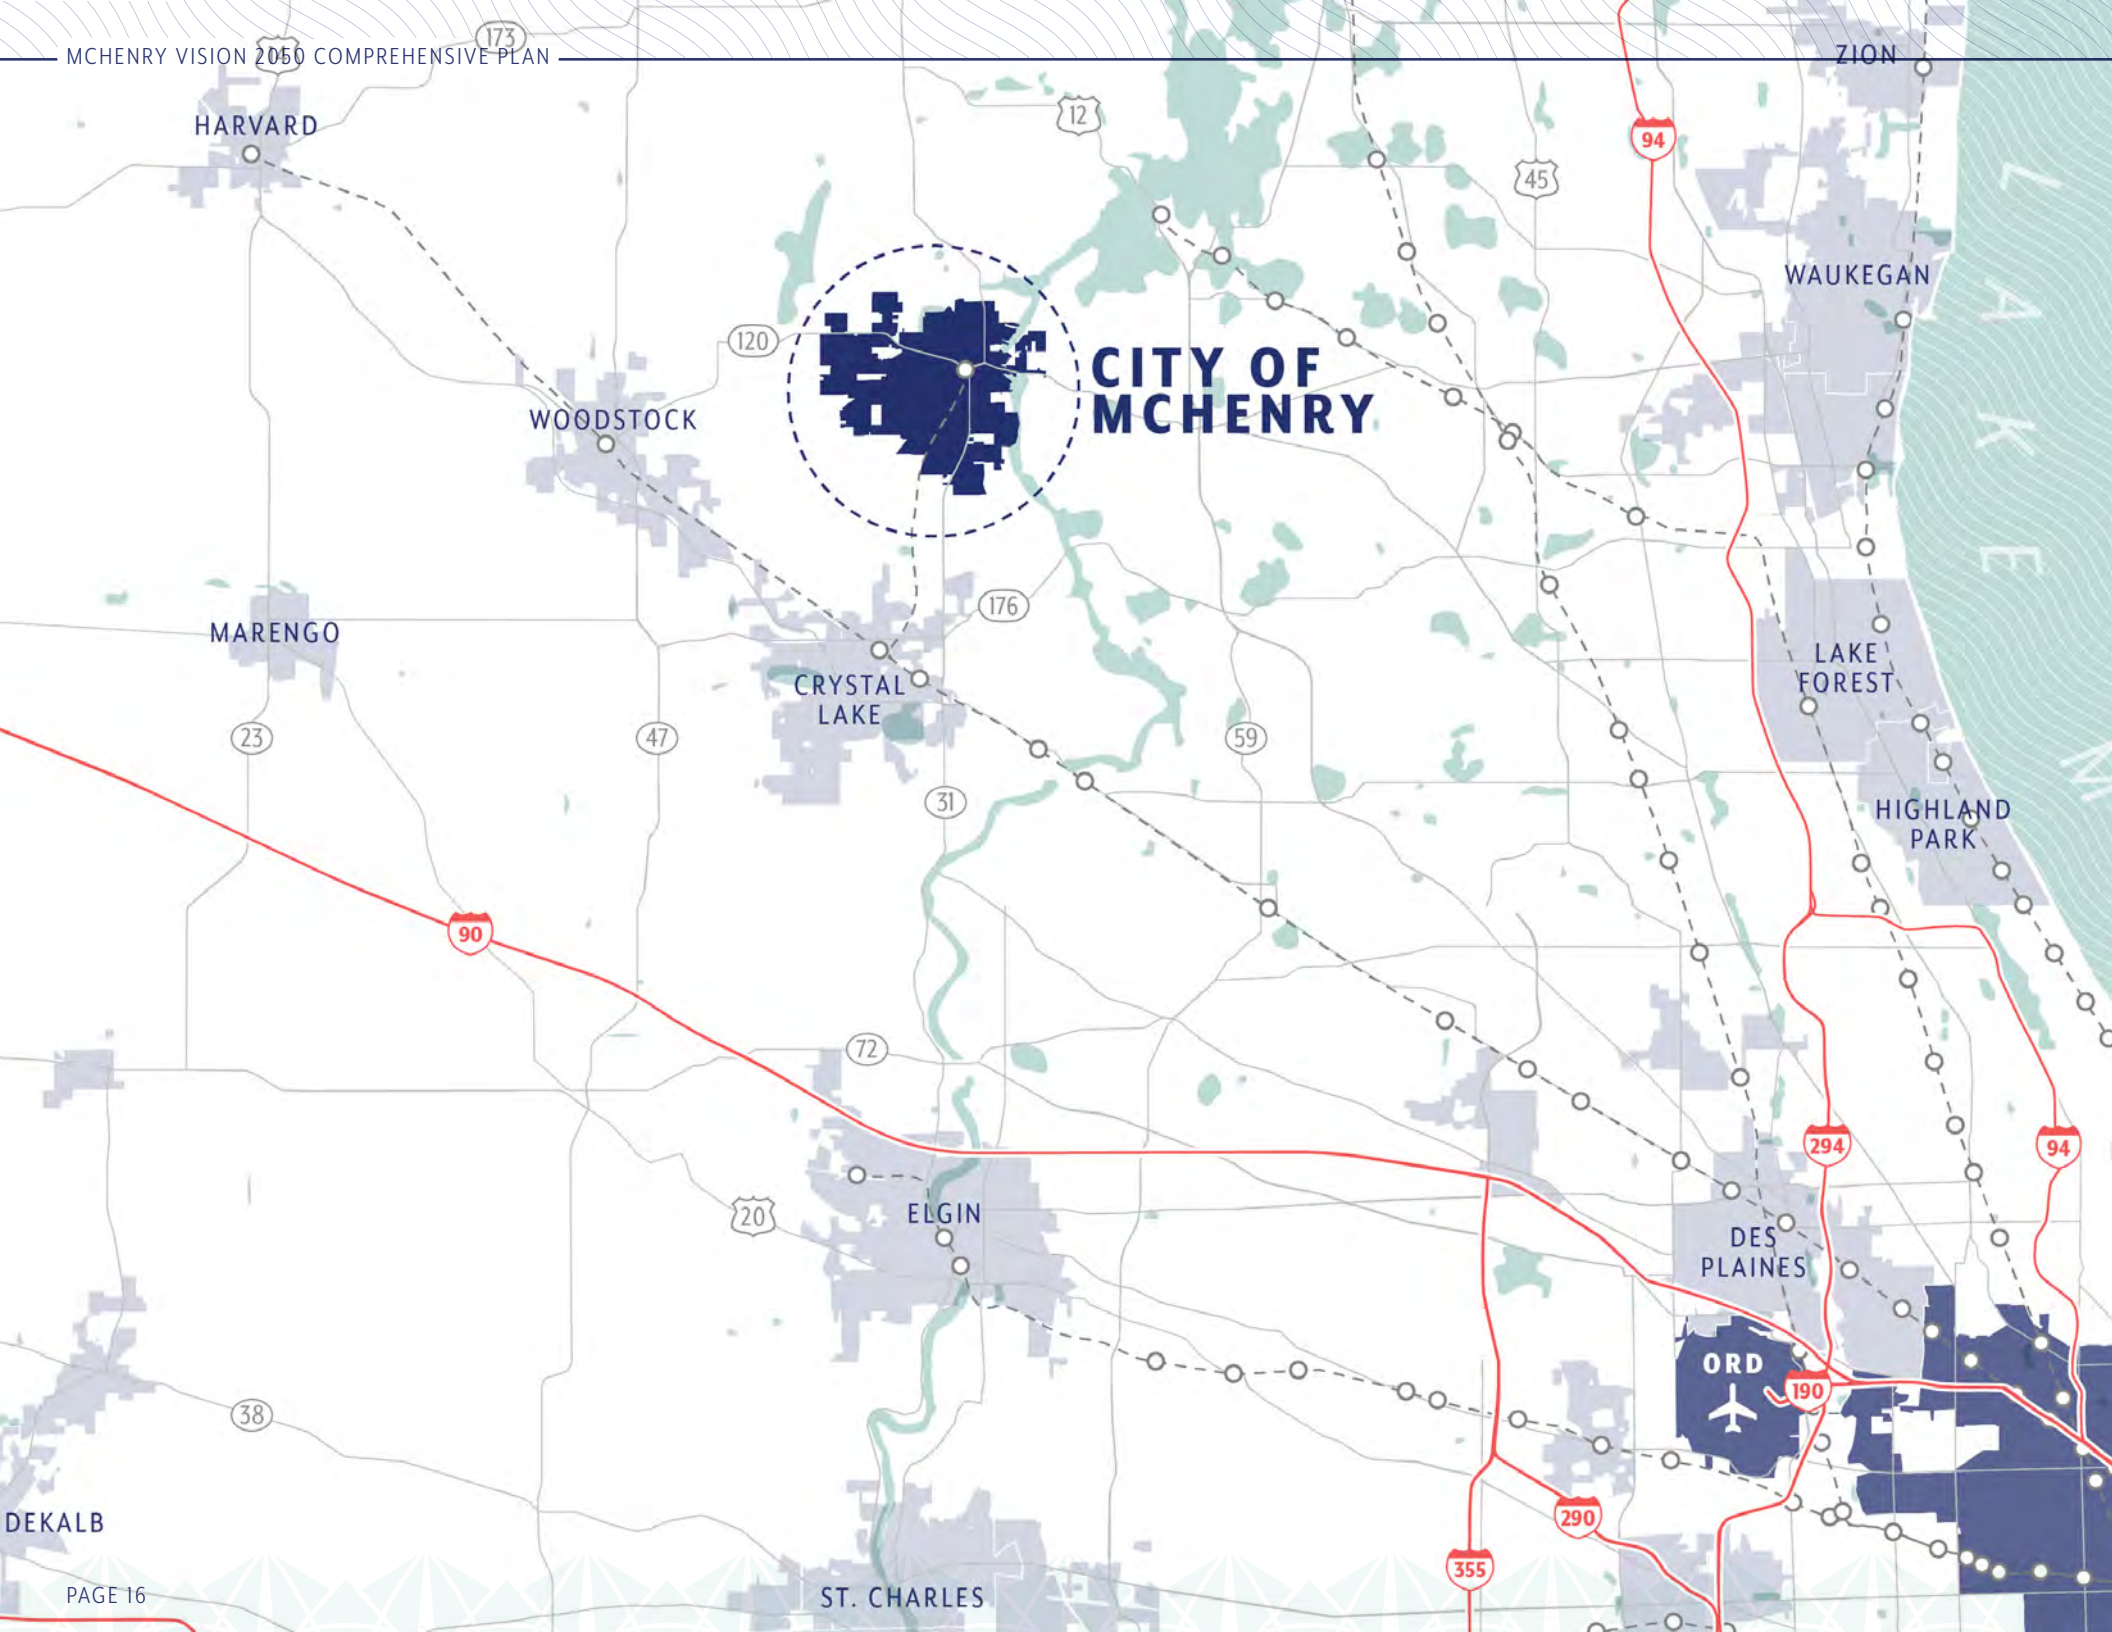 MCHENRY VISION 2050 COMPREHENSIVE PLAN
173
ZION
HARVARD
12
94
45
WAUKEGAN
120
CITY OF
MCHENRY
WOODSTOCK
176
MARENGO
CRYSTAL
LAKE
LAKE
FOREST
23
47
59
31
HIGHLAND
PARK
LAKE M
90
72
294
94
20
ELGIN
DES
PLAINES
ORD
190
38
290
DEKALB
355
ST. CHARLES
PAGE 16